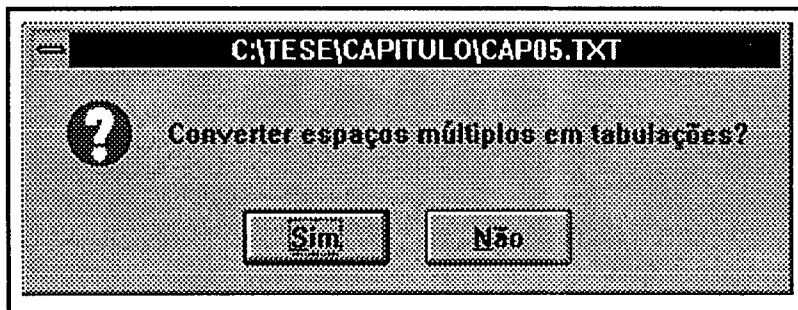 C:\TESE\CAPITULO\CAP05.TXT
Converter espaços múltiplos em tabulações?
Sim Não